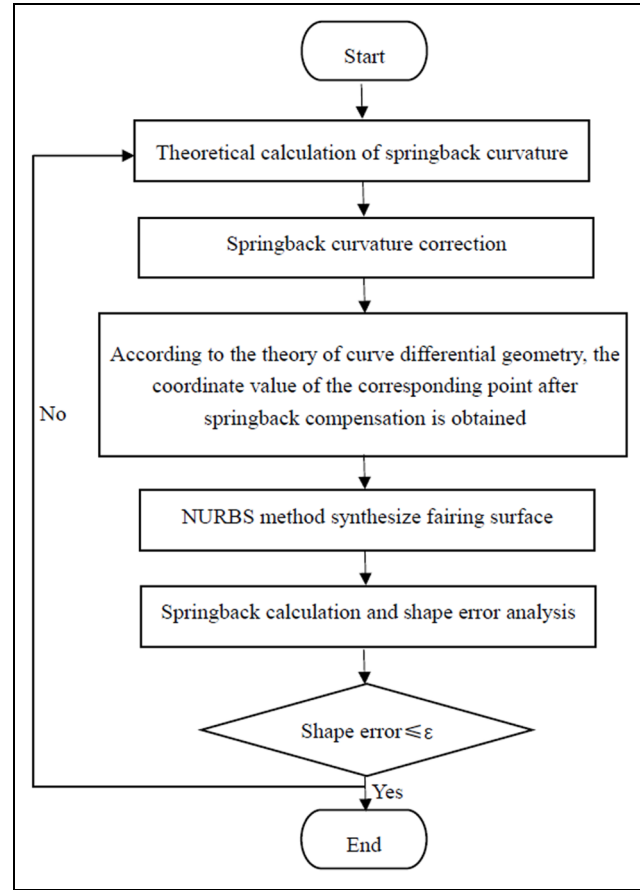 Start
Theoretical calculation of springback curvature
Springback curvature correction
According to the theory of curve differential geometry, the
coordinate value of the corresponding point after
springback compensation is obtained
No
NURBS method synthesize fairing surface
Springback calculation and shape error analysis
Shape error≤ε
Yes
End